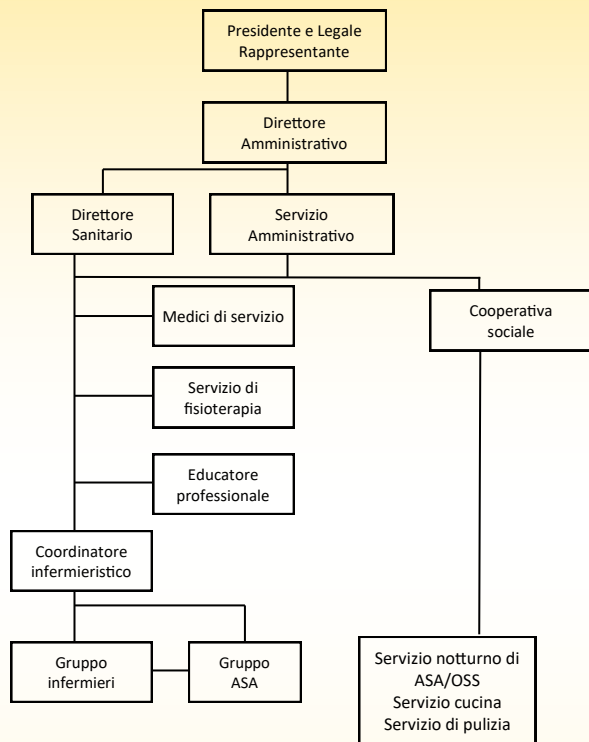 Presidente e Legale
Rappresentante
Direttore
Amministrativo
Direttore
Sanitario
Servizio
Amministrativo
Medici di servizio
Cooperativa
sociale
Servizio di
fisioterapia
Educatore
professionale
Coordinatore
infermieristico
Gruppo
infermieri
Gruppo
ASA
Servizio notturno di
ASA/OSS
Servizio cucina
Servizio di pulizia